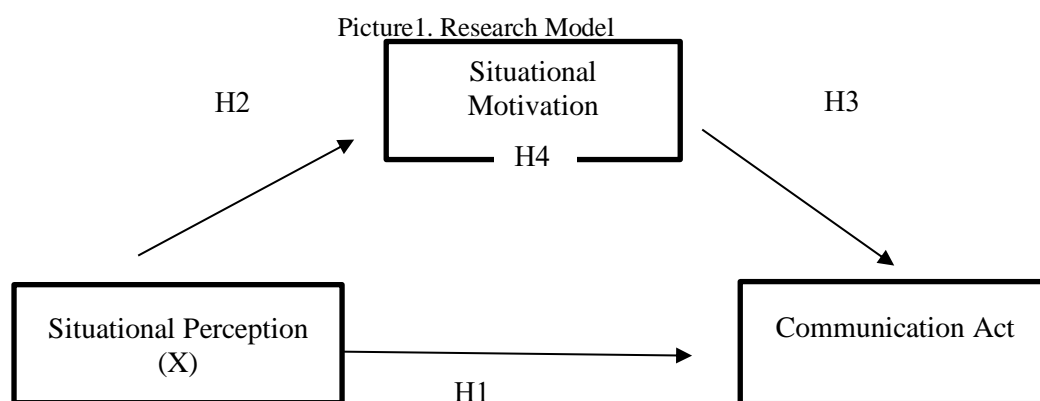 Picture1. Research Model
Situational
Motivation
H2
H3
H4
Situational Perception
(X)
Communication Act
H1